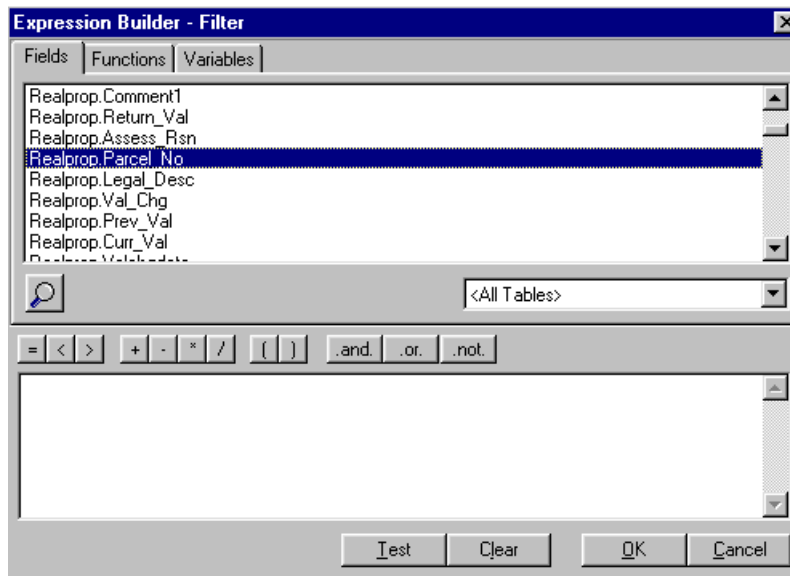 Expression Builder - Filter
Fields Functions Variables
Realprop.Comment1
Realprop.Return_Val
Realprop.Assess_Rsn
Realprop.Parcel_No
Realprop.Legal_Desc
Realprop.Val_Chg
Realprop.Prev_Val
Realprop.Curr_Val
<All Tables>
= < > + - * / ( ) .and. .or. .not.
Test Clear OK Cancel